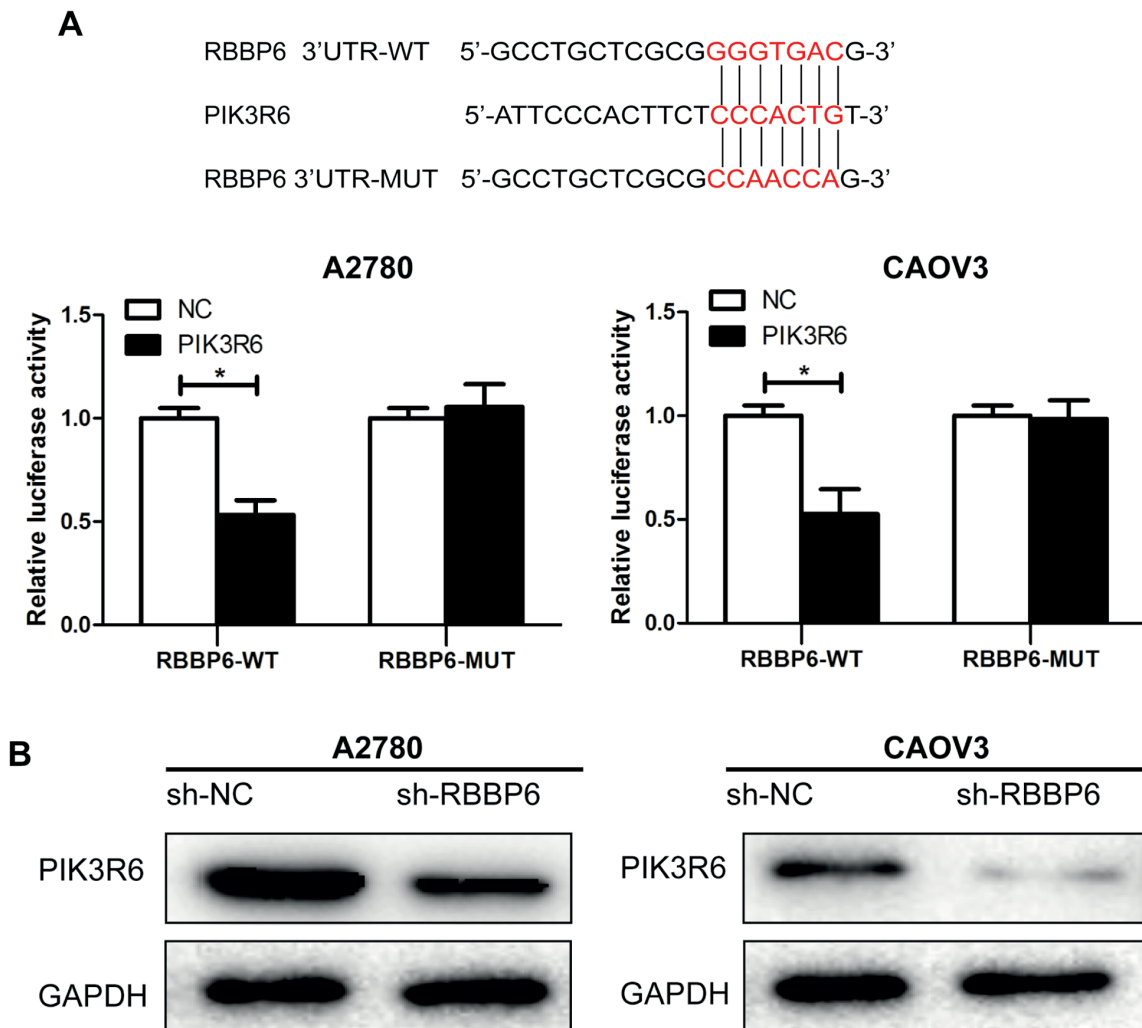 A
RBBP6 3'UTR-WT 5'-GCCTGCTCGCGGGGTGACG-3'
PIK3R6 5'-ATTCCCACTTCTCCCACTGT-3'
RBBP6 3'UTR-MUT 5'-GCCTGCTCGCGCCAACCAG-3'
A2780
Relative luciferase activity
1.5
1.0
0.5
0.0
NC
PIK3R6
*
RBBP6-WT RBBP6-MUT
CAOV3
Relative luciferase activity
1.5
1.0
0.5
0.0
NC
PIK3R6
*
RBBP6-WT RBBP6-MUT
B
A2780
sh-NC sh-RBBP6
PIK3R6
GAPDH
CAOV3
sh-NC sh-RBBP6
PIK3R6
GAPDH